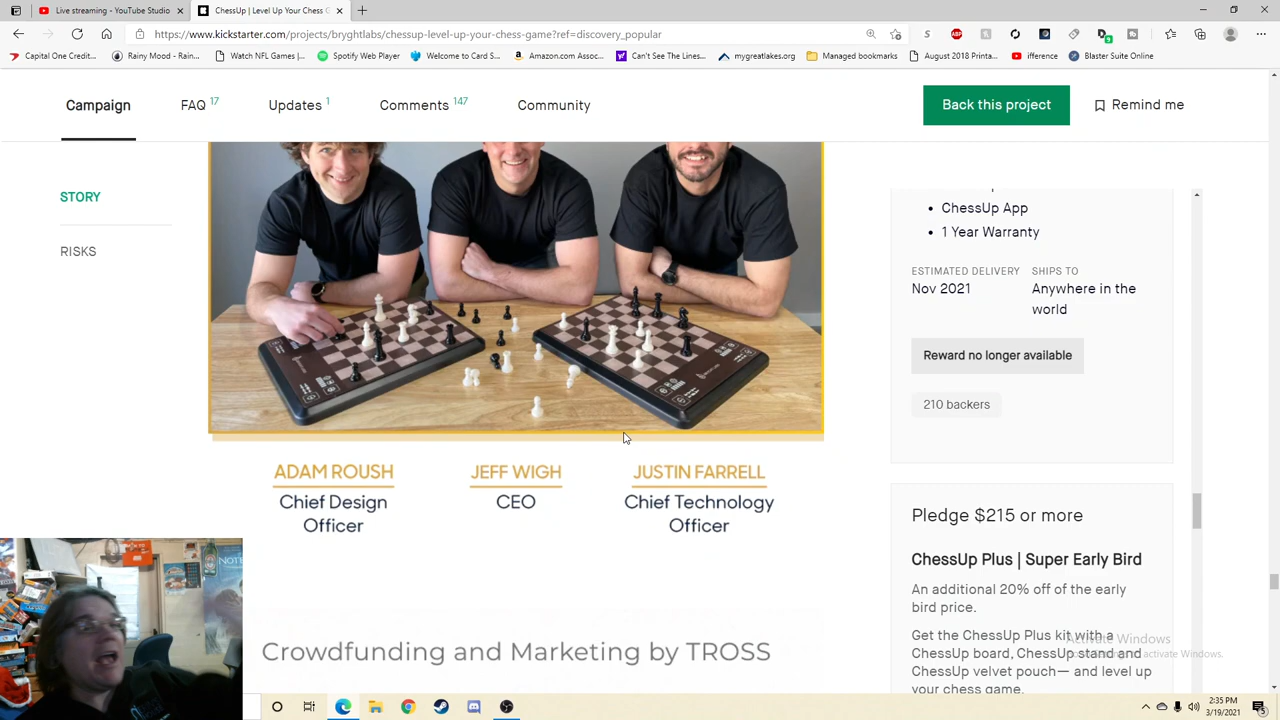 Live streaming - YouTube Studio
ChessUp | Level Up Your Chess G
https://www.kickstarter.com/projects/bryghtlabs/chessup-level-up-your-chess-game?ref=discovery_popular
Capital One Credit...
Rainy Mood - Rain...
Watch NFL Games |...
Spotify Web Player
Amazon.com Assoc...
Can't See Listings...
mygreatlakes.org
Managed bookmarks
August 2018 Printa...
ifference
Blaster Suite Online
Campaign
FAQ 17
Updates 1
Comments 147
Community
Back this project
Remind me
STORY
RISKS
ADAM ROUSH
Chief Design
Officer
JEFF WIGH
CEO
JUSTIN FARRELL
Chief Technology
Officer
Crowdfunding and Marketing by TROSS
• ChessUp App
• 1 Year Warranty
ESTIMATED DELIVERY
Nov 2021
SHIPS TO
Anywhere in the
world
Reward no longer available
210 backers
Pledge $215 or more
ChessUp Plus | Super Early Bird
An additional 20% off of the early
bird price.
Get the ChessUp Plus kit with a
ChessUp board, ChessUp stand and
ChessUp velvet pouch— and level up
your chess game.
Activate Windows
2:35 PM
3/19/2021